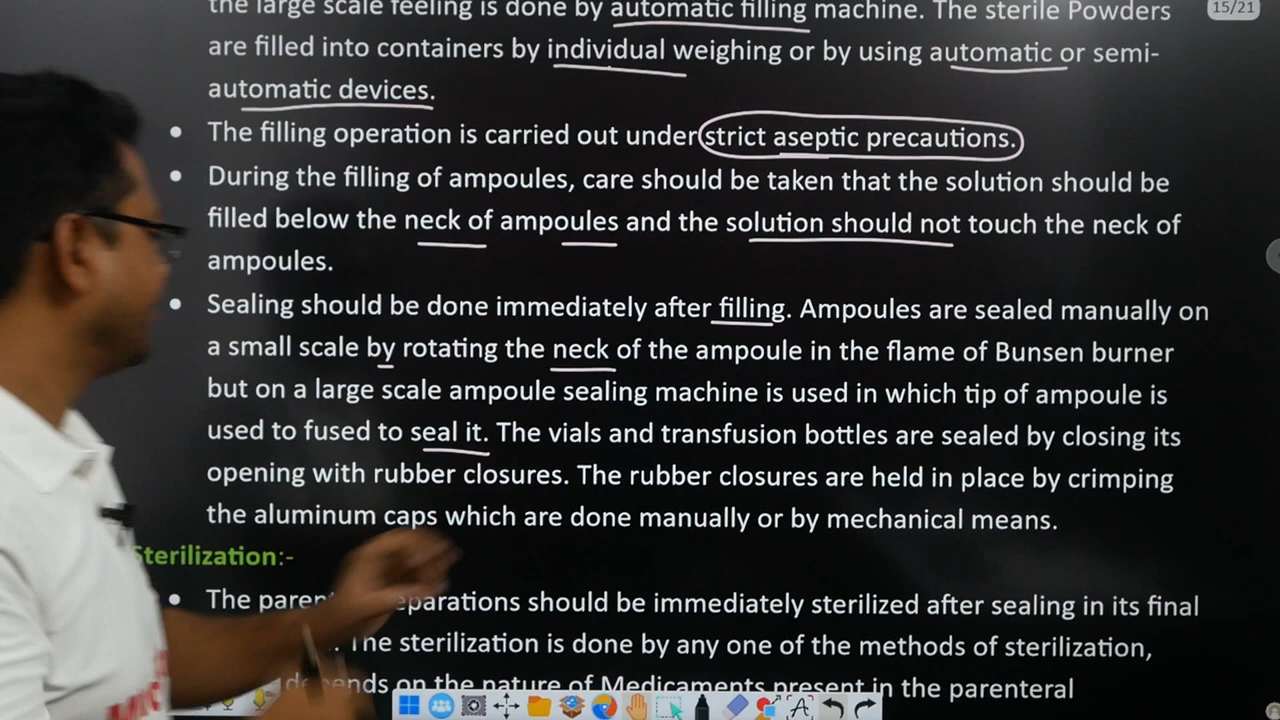 the large scale feeling is done by automatic filling machine. The sterile Powders
15/21
are filled into containers by individual weighing or by using automatic or semi-
automatic devices.
• The filling operation is carried out under strict aseptic precautions.
• During the filling of ampoules, care should be taken that the solution should be
filled below the neck of ampoules and the solution should not touch the neck of
ampoules.
• Sealing should be done immediately after filling. Ampoules are sealed manually on
a small scale by rotating the neck of the ampoule in the flame of Bunsen burner
but on a large scale ampoule sealing machine is used in which tip of ampoule is
used to fused to seal it. The vials and transfusion bottles are sealed by closing its
opening with rubber closures. The rubber closures are held in place by crimping
the aluminum caps which are done manually or by mechanical means.
Sterilization:-
• The should be immediately sterilized after sealing in its final
The sterilization is done by any one of the methods of sterilization,
on the nature of Medicaments present in the parenteral